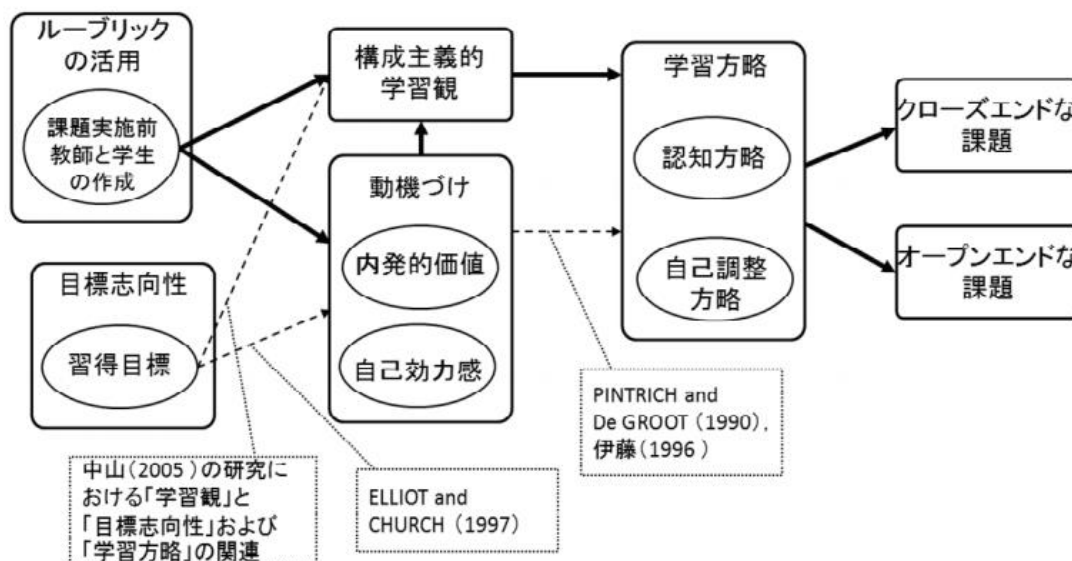 ルーブリック
の活用
課題実施前
教師と学生
の作成
目標志向性
習得目標
構成主義的
学習観
動機づけ
内発的価値
自己効力感
学習方略
認知方略
自己調整
方略
クローズエンドな
課題
オープンエンドな
課題
中山(2005)の研究に
おける「学習観」と
「目標志向性」および
「学習方略」の関連
ELLIOT and
CHURCH (1997)
PINTRICH and
De GROOT (1990),
伊藤(1996)